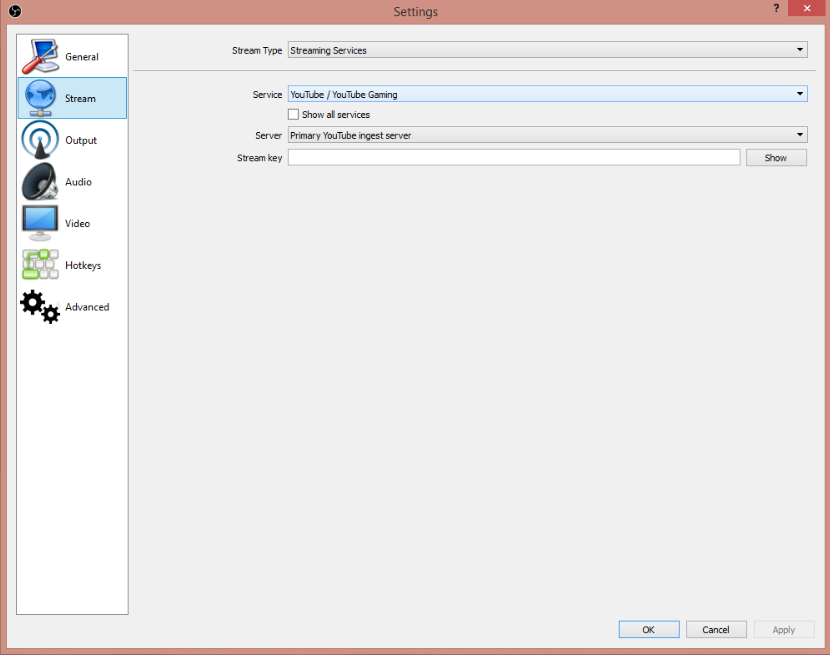 Settings
?
General
Stream
Output
Audio
Video
Hotkeys
Advanced
Stream Type Streaming Services
Service YouTube / YouTube Gaming
Show all services
Server Primary YouTube ingest server
Stream key Show
OK Cancel Apply